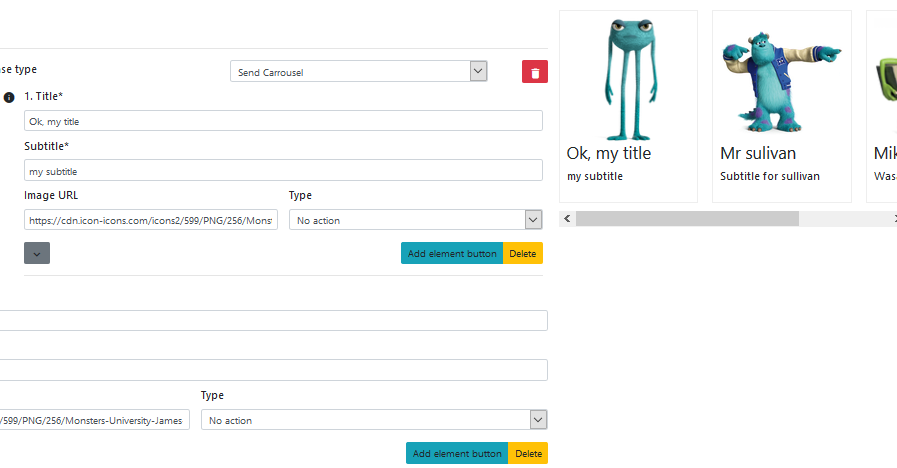 se type
Send Carrousel
1. Title*
Ok, my title
Subtitle*
my subtitle
Image URL
Type
https://cdn.icon-icons.com/icons2/599/PNG/256/Mons
No action
Add element button
Delete
Type
/599/PNG/256/Monsters-University-James
No action
Add element button
Delete
Ok, my title
my subtitle
Mr sulivan
Subtitle for sullivan
Mik
Was